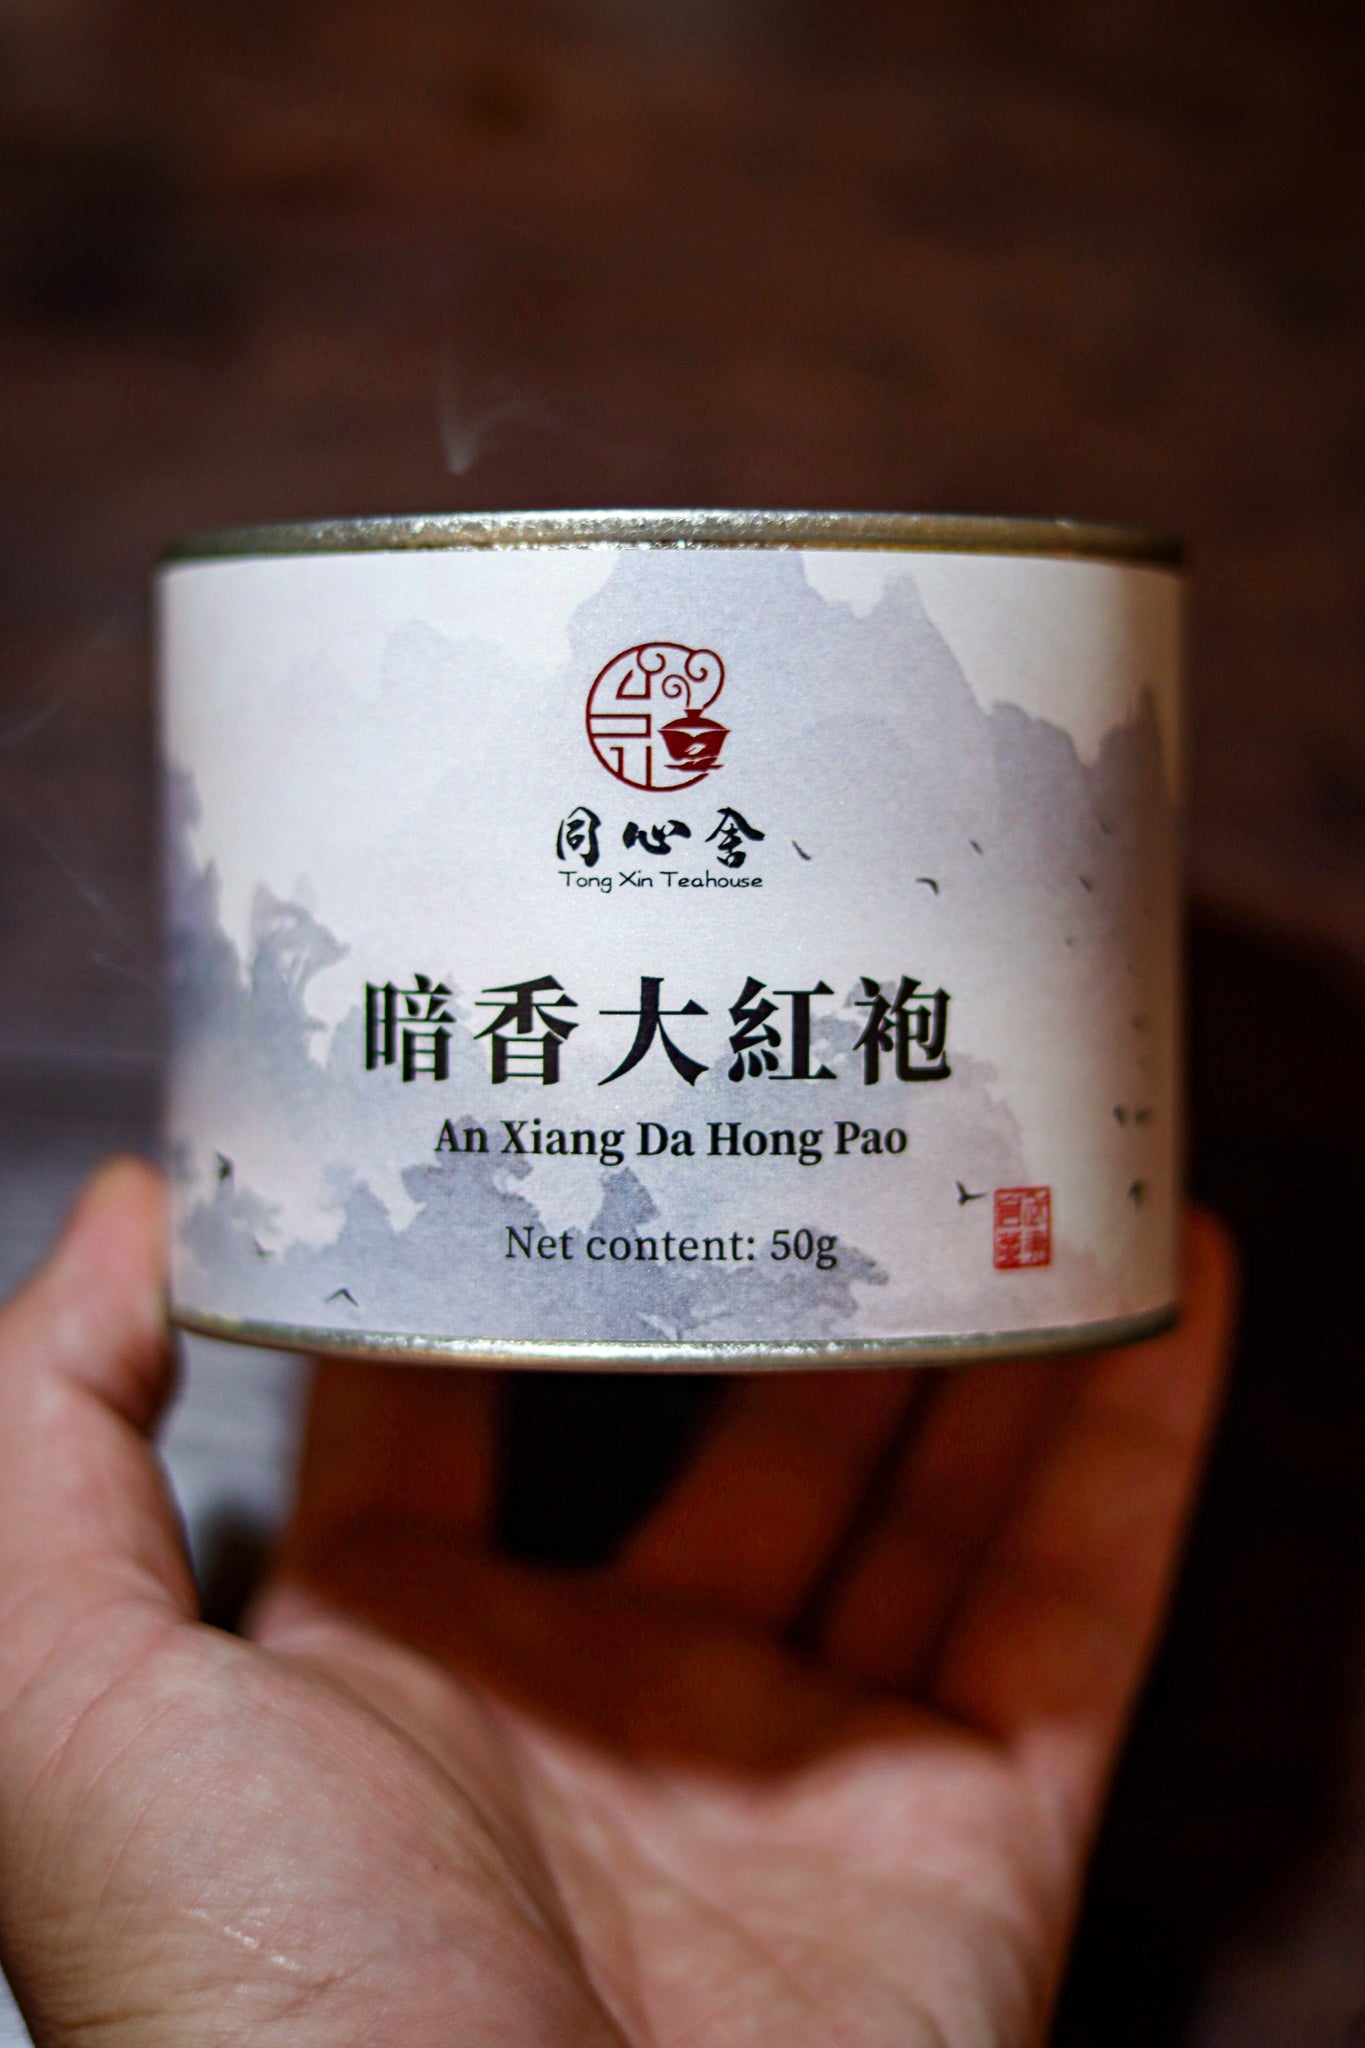 同心舍
Tong Xin Teahouse
暗香大紅袍
An Xiang Da Hong Pao
Net content: 50g